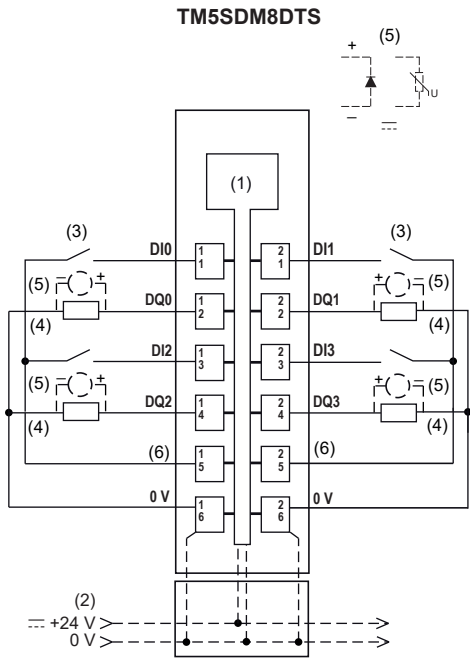 TM5SDM8DTS
+ (5)
U
–
(1)
(3) (3)
DI0 1 1 2 1 DI1
(5) – + + – (5)
DQ0 1 2 2 2 DQ1
(4) (4)
DI2 1 3 2 3 DI3
(5) – + + – (5)
DQ2 1 4 2 4 DQ3
(4) (4)
(6) 1 5 2 5 (6)
0 V 1 6 2 6 0 V
(2)
+24 V
0 V